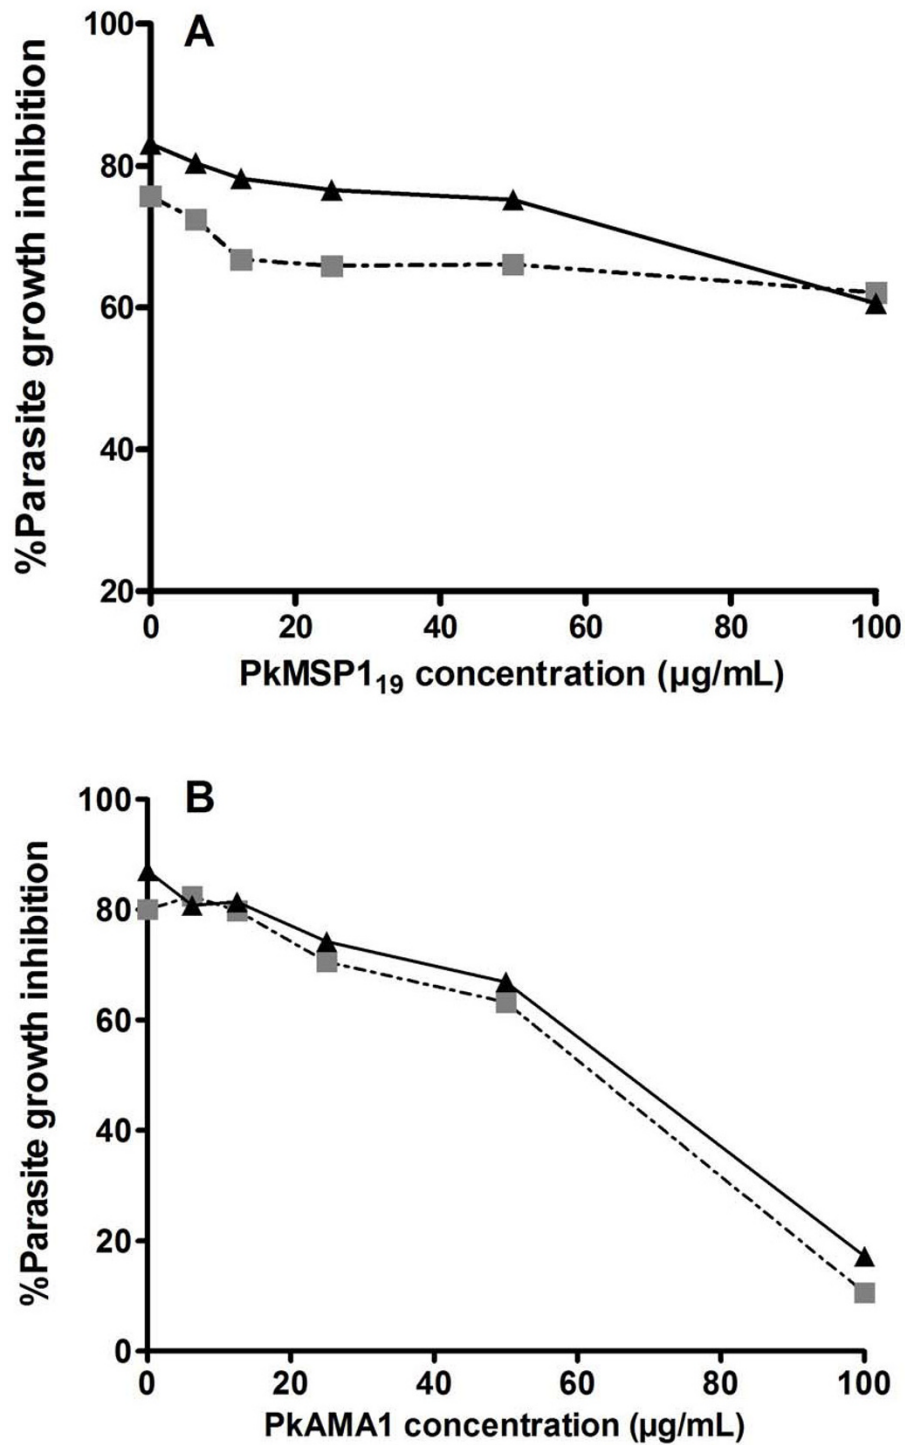 A
%Parasite growth inhibition
100
80
60
40
20
0 20 40 60 80 100
PkMSP1₁₉ concentration (µg/mL)
B
%Parasite growth inhibition
100
80
60
40
20
0
0 20 40 60 80 100
PkAMA1 concentration (µg/mL)